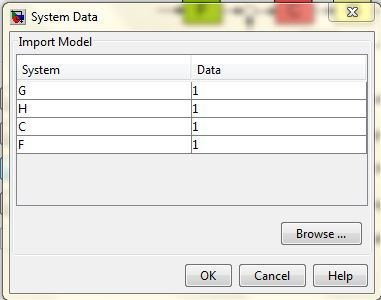 System Data
Import Model
System Data
G 1
H 1
C 1
F 1
Browse ...
OK Cancel Help